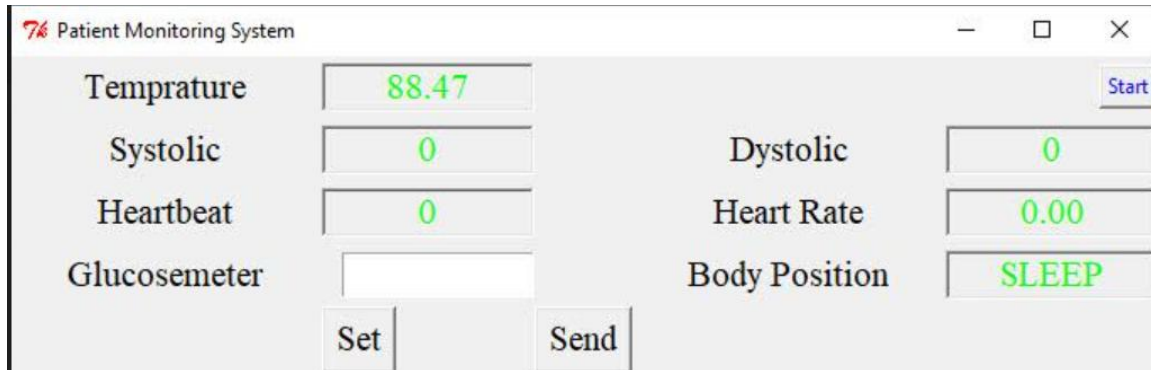 Patient Monitoring System
Temprature 88.47 Start
Systolic 0 Dystolic 0
Heartbeat 0 Heart Rate 0.00
Glucosemeter Body Position SLEEP
Set Send